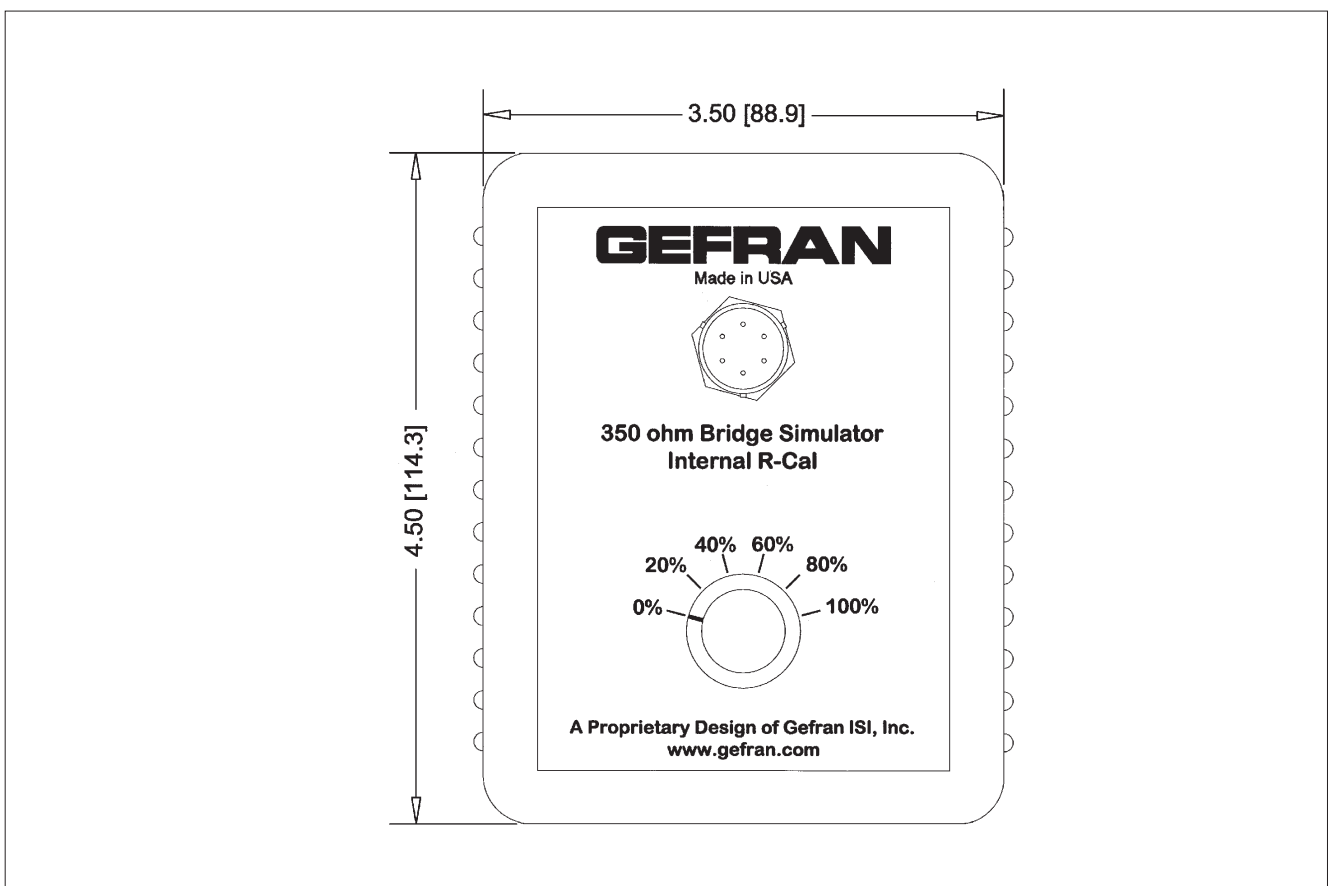 3.50 [88.9]
4.50 [114.3]
GEFRAN
Made in USA
350 ohm Bridge Simulator
Internal R-Cal
0%
20%
40%
60%
80%
100%
A Proprietary Design of Gefran ISI, Inc.
www.gefran.com